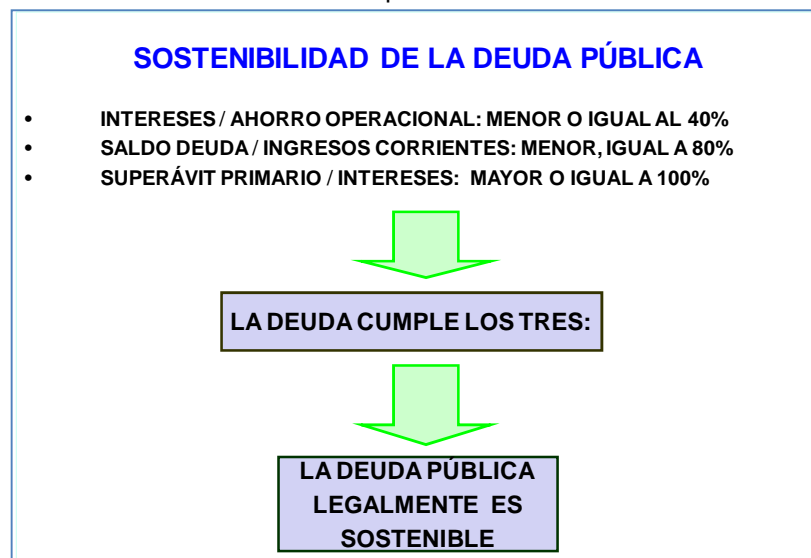 SOSTENIBILIDAD DE LA DEUDA PÚBLICA
• INTERESES / AHORRO OPERACIONAL: MENOR O IGUAL AL 40%
• SALDO DEUDA / INGRESOS CORRIENTES: MENOR, IGUAL A 80%
• SUPERÁVIT PRIMARIO / INTERESES: MAYOR O IGUAL A 100%
LA DEUDA CUMPLE LOS TRES:
LA DEUDA PÚBLICA
LEGALMENTE ES
SOSTENIBLE